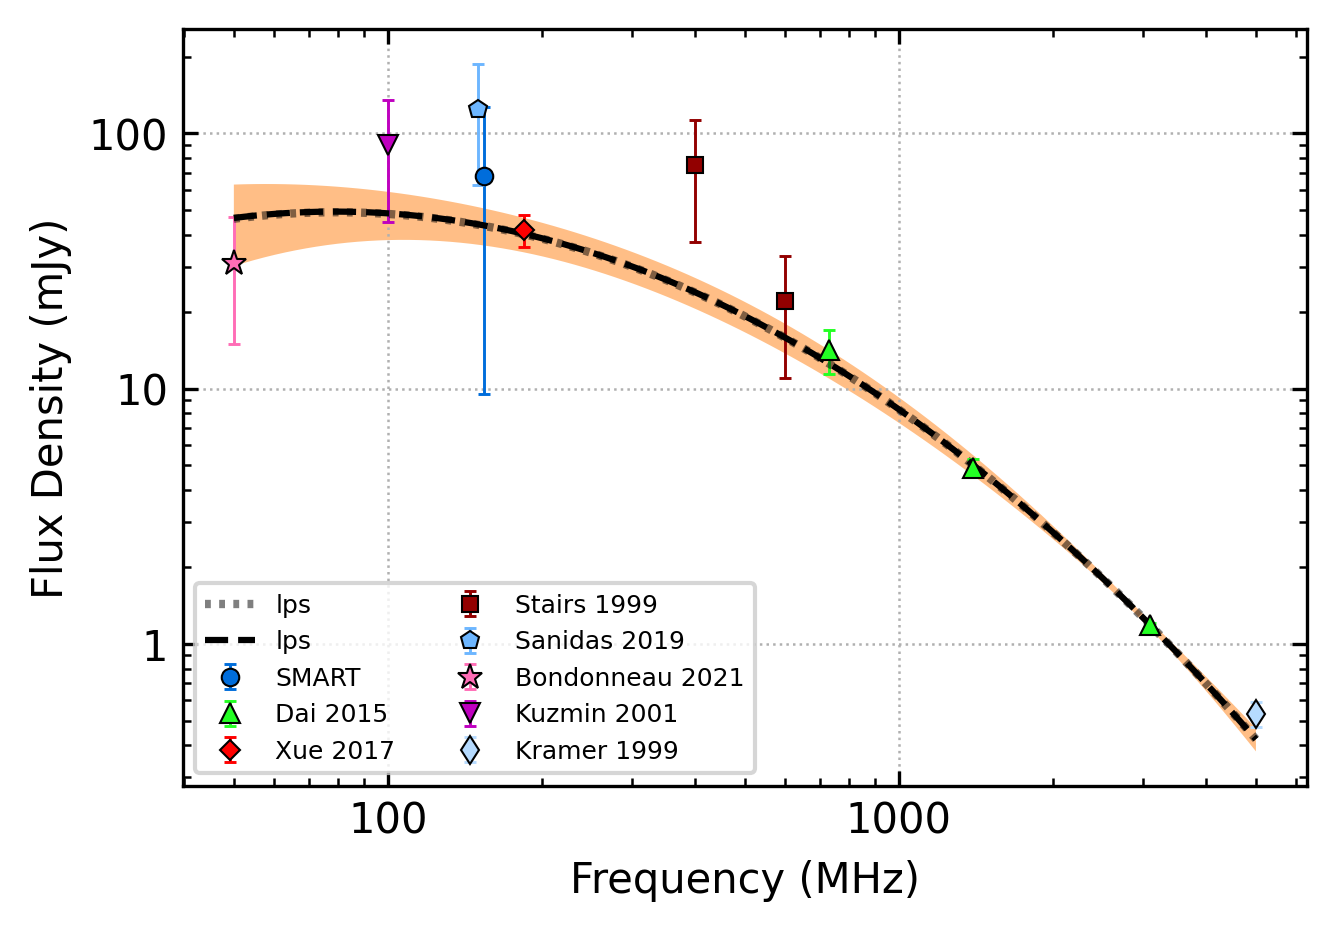 Flux Density (mJy)
100
10
1
lps
lps
SMART
Dai 2015
Xue 2017
Stairs 1999
Sanidas 2019
Bondonneau 2021
Kuzmin 2001
Kramer 1999
100
1000
Frequency (MHz)